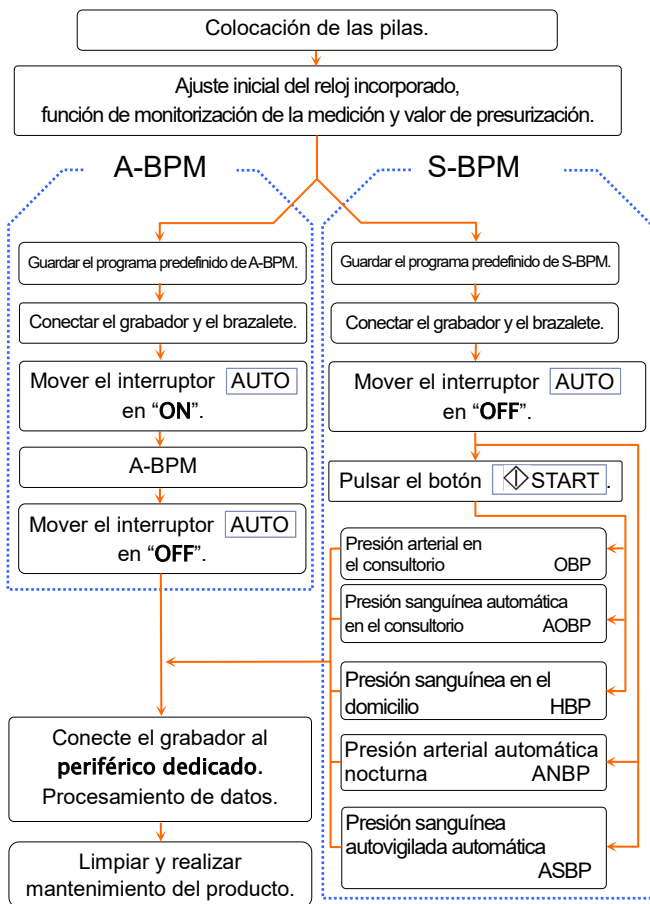 Colocación de las pilas.
Ajuste inicial del reloj incorporado,
función de monitorización de la medición y valor de presurización.
A-BPM
Guardar el programa predefinido de A-BPM.
Conectar el grabador y el brazalete.
Mover el interruptor AUTO
en “ON”.
A-BPM
Mover el interruptor AUTO
en “OFF”.
S-BPM
Guardar el programa predefinido de S-BPM.
Conectar el grabador y el brazalete.
Mover el interruptor AUTO
en “OFF”.
Pulsar el botón START.
Presión arterial en
el consultorio OBP
Presión sanguínea automática
en el consultorio AOBP
Presión sanguínea en el
domicilio HBP
Presión arterial automática
nocturna ANBP
Presión sanguínea
autovigilada automática
ASBP
Conecte el grabador al
periférico dedicado.
Procesamiento de datos.
Limpiar y realizar
mantenimiento del producto.